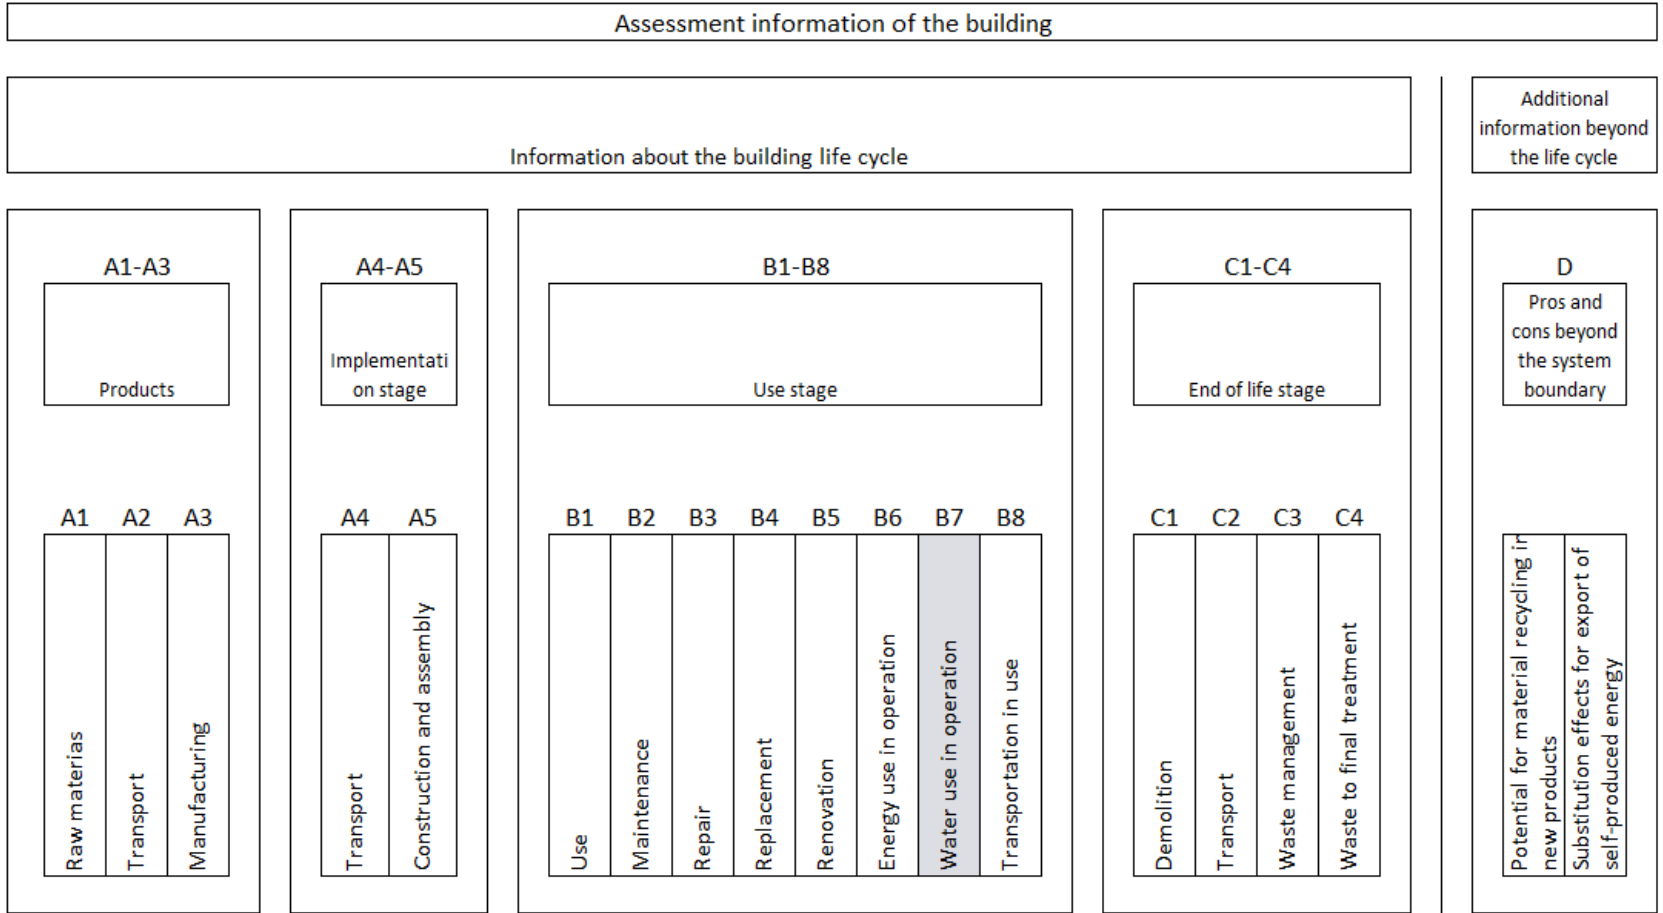 Assessment information of the building
Information about the building life cycle
Additional
information beyond
the life cycle
A1-A3
Products
A4-A5
Implementati
on stage
B1-B8
Use stage
C1-C4
End of life stage
D
Pros and
cons beyond
the system
boundary
A1
A2
A3
A4
A5
B1
B2
B3
B4
B5
B6
B7
B8
C1
C2
C3
C4
Raw materias
Transport
Manufacturing
Transport
Construction and assembly
Use
Maintenance
Repair
Replacement
Renovation
Energy use in operation
Water use in operation
Transportation in use
Demolition
Transport
Waste management
Waste to final treatment
Potential for material recycling in
new products
Substitution effects for export of
self-produced energy